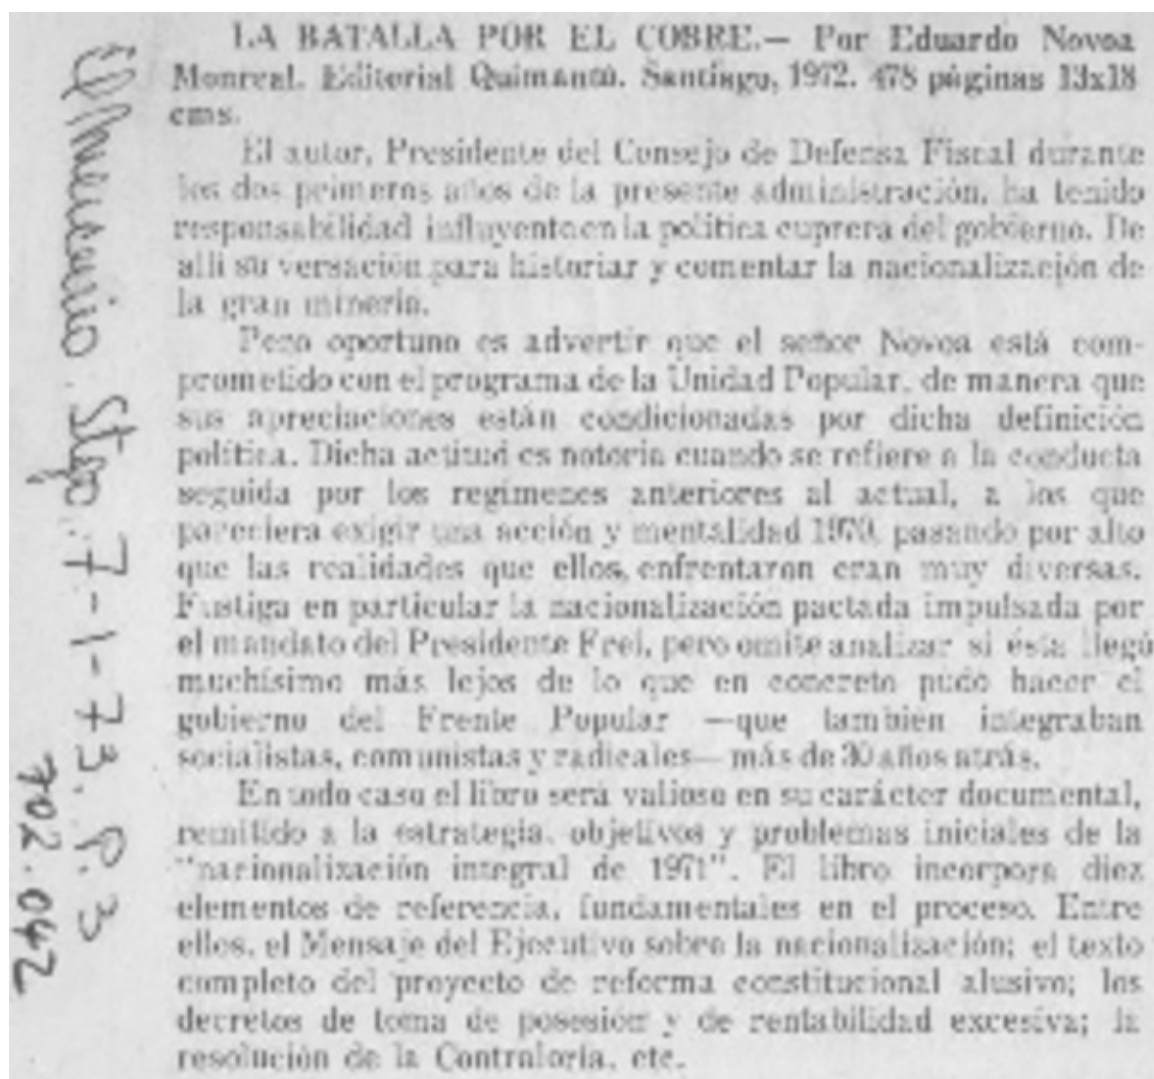 LA BATALLA POR EL COBRE.— Por Eduardo Novoa
Monreal. Editorial Quimantú. Santiago, 1972. 478 páginas 13x18
cms.
El autor, Presidente del Consejo de Defensa Fiscal durante
los dos primeros años de la presente administración, ha tenido
responsabilidad influyente en la política cuprera del gobierno. De
allí su versación para historiar y comentar la nacionalización de
la gran minería.
Pero oportuno es advertir que el señor Novoa está com-
prometido con el programa de la Unidad Popular, de manera que
sus apreciaciones están condicionadas por dicha definición
política. Dicha actitud es notoria cuando se refiere a la conducta
seguida por los regímenes anteriores al actual, a los que
pareciera exigir una acción y mentalidad 1970, pasando por alto
que las realidades que ellos, enfrentaron eran muy diversas.
Fustiga en particular la nacionalización pactada impulsada por
el mandato del Presidente Frei, pero omite analizar si ésta llegó
muchísimo más lejos de lo que en concreto pudo hacer el
gobierno del Frente Popular —que también integraban
socialistas, comunistas y radicales— más de 30 años atrás.
En todo caso el libro será valioso en su carácter documental,
remitido a la estrategia, objetivos y problemas iniciales de la
"nacionalización integral de 1971". El libro incorpora diez
elementos de referencia, fundamentales en el proceso. Entre
ellos, el Mensaje del Ejecutivo sobre la nacionalización; el texto
completo del proyecto de reforma constitucional alusivo; los
decretos de toma de posesión y de rentabilidad excesiva; la
resolución de la Contraloría, etc.
El Mercurio. Stgo. 7-1-73. P. 3
702.042